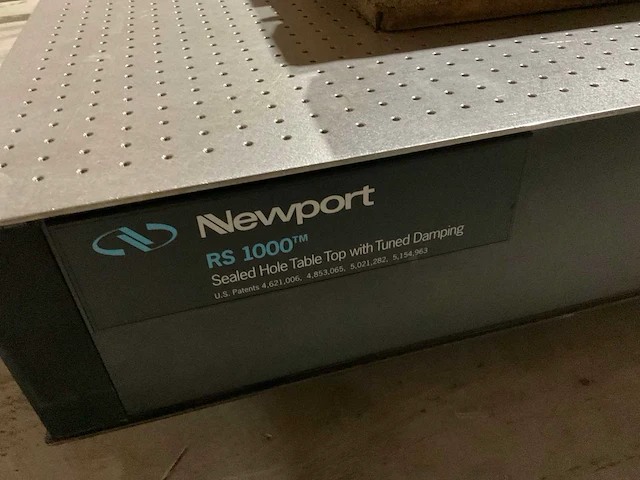 Newport
RS 1000™
Sealed Hole Table Top with Tuned Damping
U.S. Patents 4,621,006, 4,853,065, 5,021,282, 5,154,963